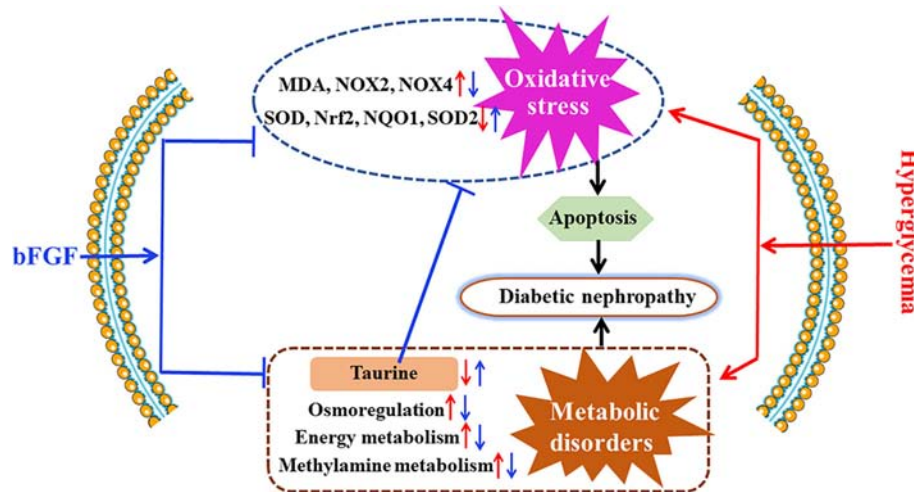 Oxidative
stress
MDA, NOX2, NOX4
SOD, Nrf2, NQO1, SOD2
Apoptosis
Diabetic nephropathy
bFGF
Hyperglycemia
Taurine
Osmoregulation
Energy metabolism
Methylamine metabolism
Metabolic
disorders